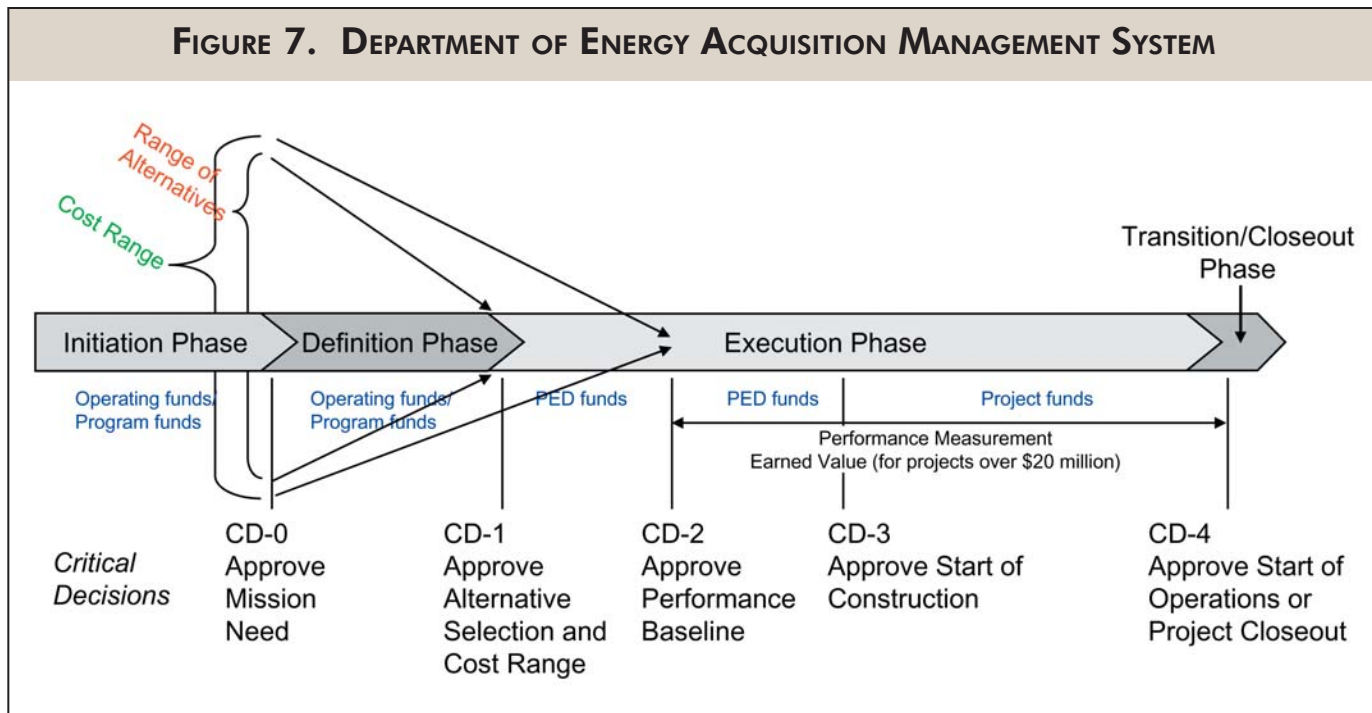 FIGURE 7. DEPARTMENT OF ENERGY ACQUISITION MANAGEMENT SYSTEM
Range of
Alternatives
Cost Range
Transition/Closeout
Phase
Initiation Phase
Definition Phase
Execution Phase
Operating funds/
Program funds
Operating funds/
Program funds
PED funds
PED funds
Project funds
Performance Measurement
Earned Value (for projects over $20 million)
Critical
Decisions
CD-0
Approve
Mission
Need
CD-1
Approve
Alternative
Selection and
Cost Range
CD-2
Approve
Performance
Baseline
CD-3
Approve Start of
Construction
CD-4
Approve Start of
Operations or
Project Closeout